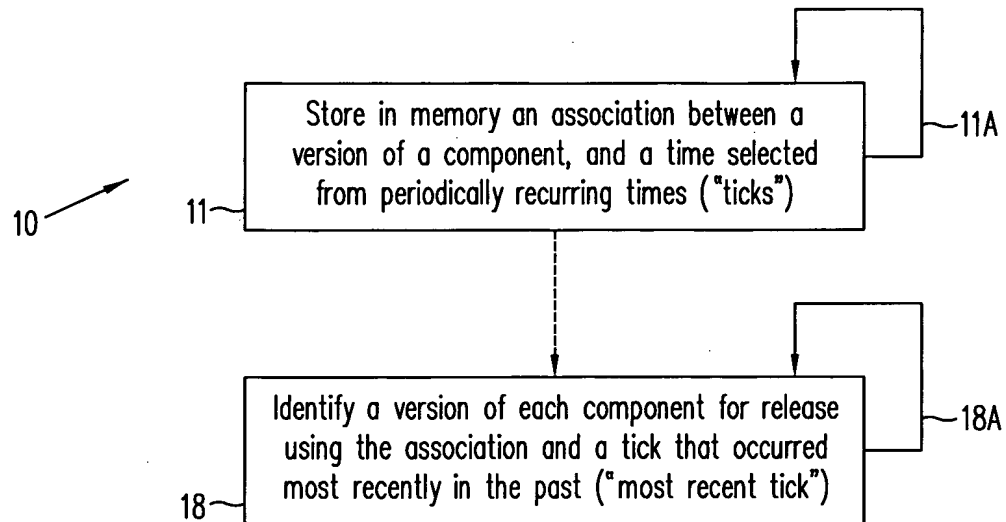 Store in memory an association between a
version of a component, and a time selected
from periodically recurring times ("ticks")
11A
10
11
Identify a version of each component for release
using the association and a tick that occurred
most recently in the past ("most recent tick")
18A
18